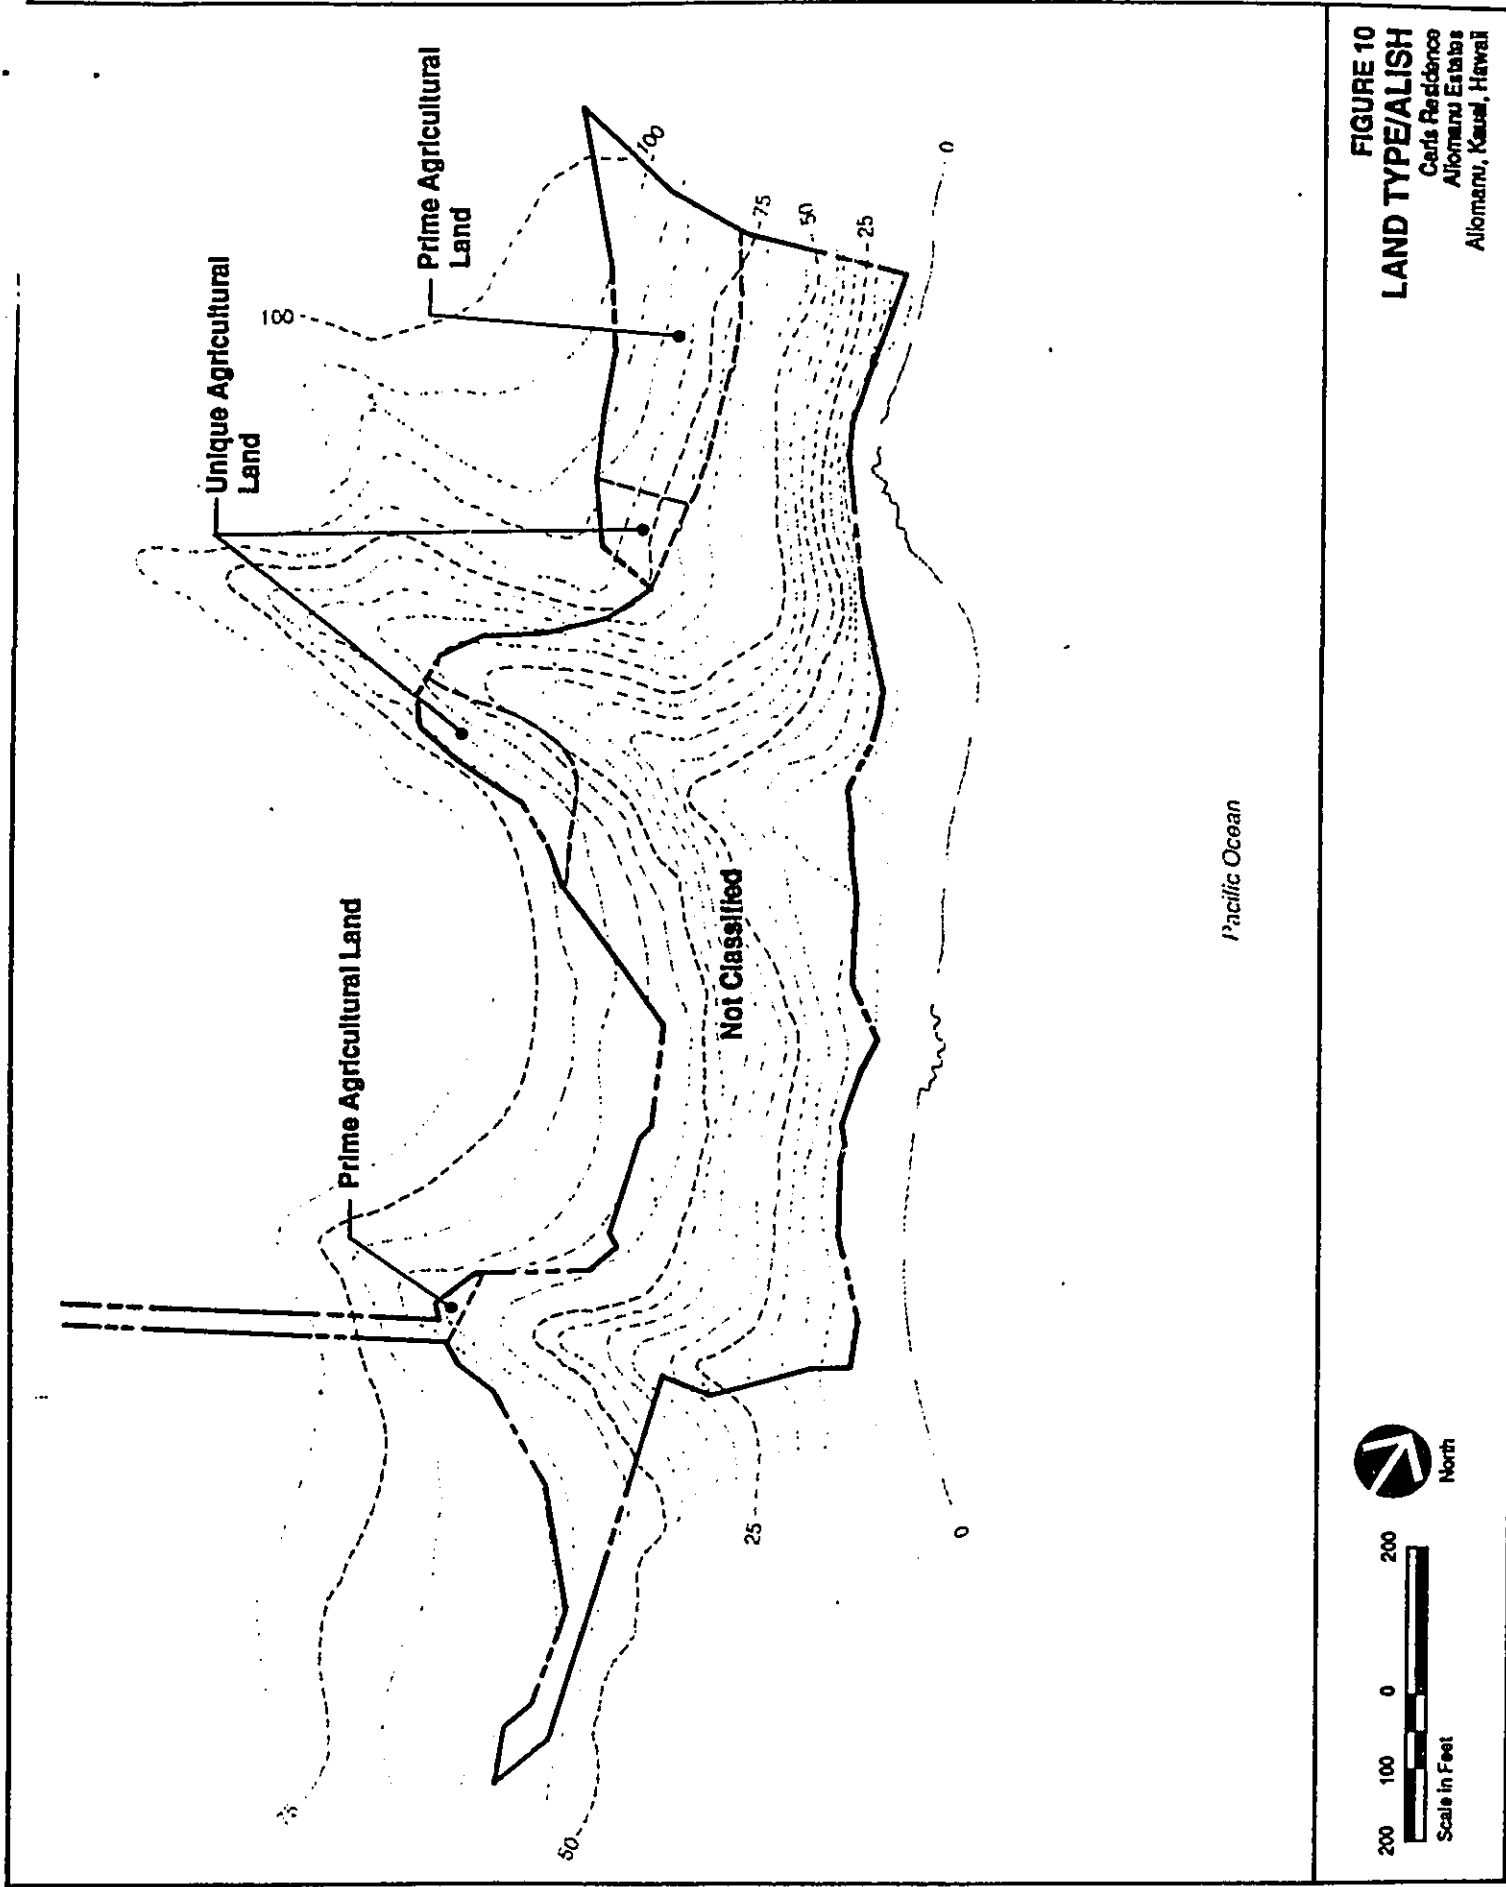 FIGURE 10
LAND TYPE/ALISH
Carls Residence
Aliomanu Estates
Aliomanu, Kauai, Hawaii
Unique Agricultural
Land
Prime Agricultural
Land
Prime Agricultural Land
Not Classified
Pacific Ocean
100
100
75
50
25
0
75
50
25
0
North
200 100 0 200
Scale in Feet